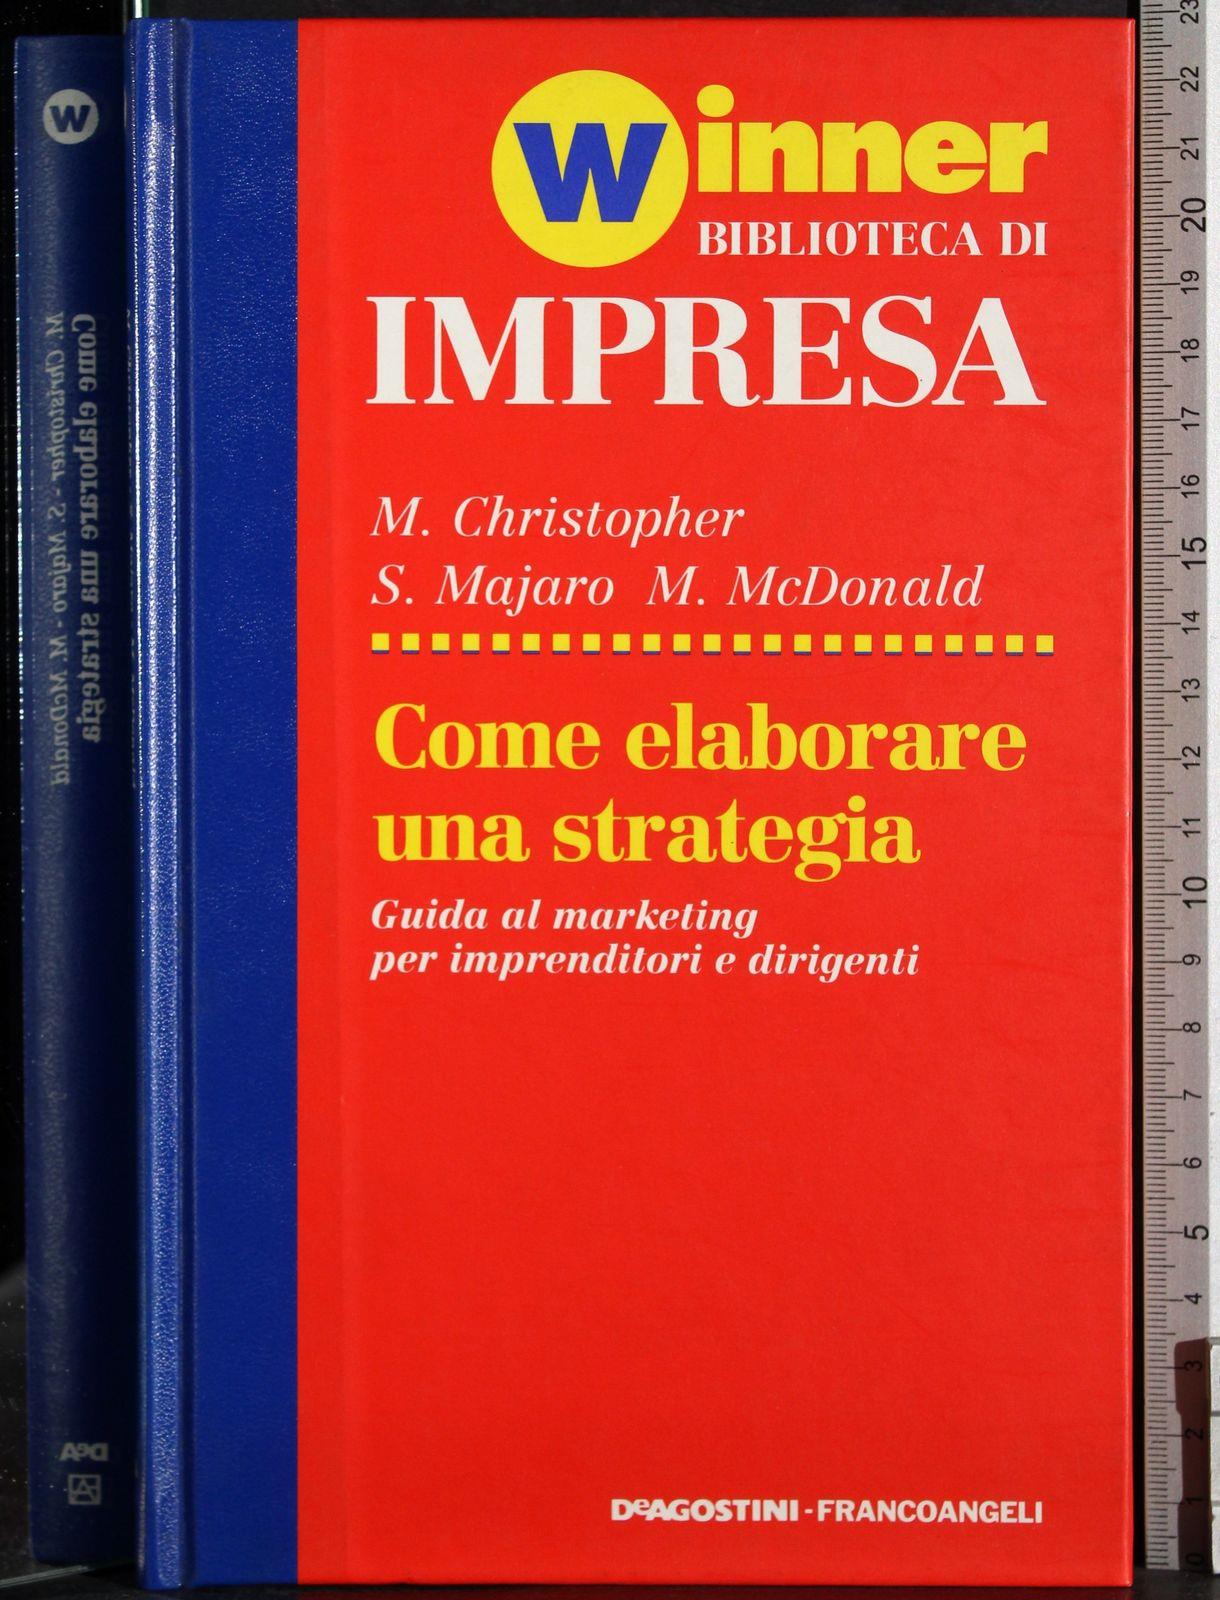 Winner
BIBLIOTECA DI
IMPRESA
M. Christopher
S. Majaro M. McDonald
Come elaborare
una strategia
Guida al marketing
per imprenditori e dirigenti
DeAGOSTINI-FRANCOANGELI
W
Come elaborare una strategia
M. Christopher - S. Majaro - M. McDonald
DeA
23
22
21
20
19
18
17
16
15
14
13
12
11
10
9
8
7
6
5
4
3
2
1
0